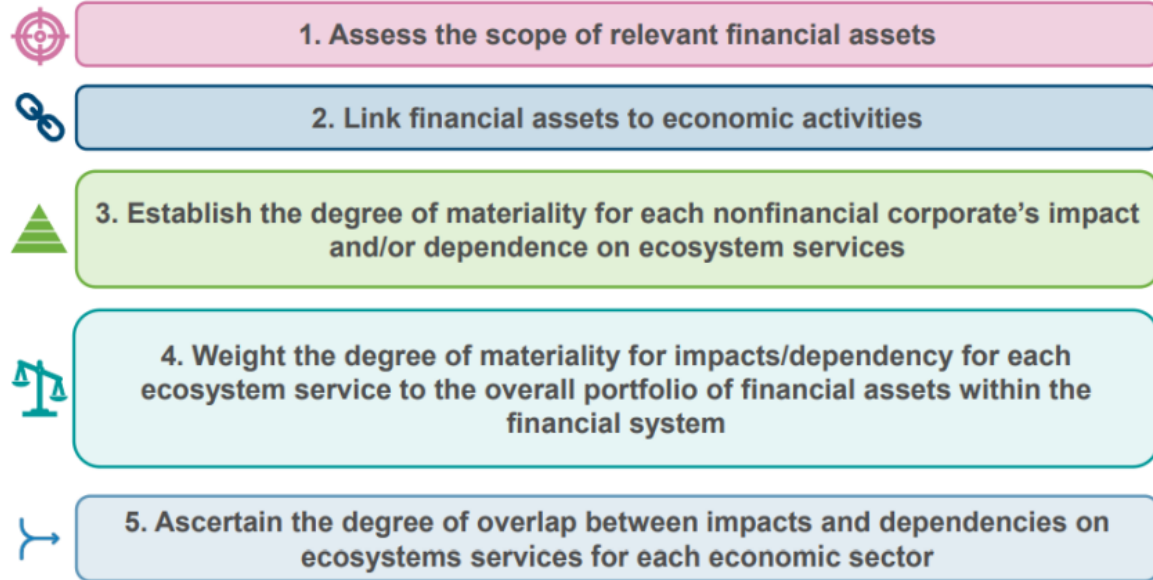 1. Assess the scope of relevant financial assets
2. Link financial assets to economic activities
3. Establish the degree of materiality for each nonfinancial corporate's impact
and/or dependence on ecosystem services
4. Weight the degree of materiality for impacts/dependency for each
ecosystem service to the overall portfolio of financial assets within the
financial system
5. Ascertain the degree of overlap between impacts and dependencies on
ecosystems services for each economic sector